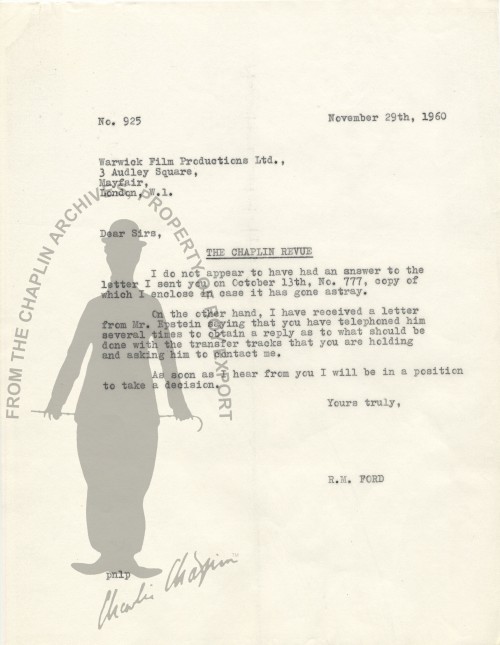 No. 925
November 29th, 1960
Warwick Film Productions Ltd.,
3 Audley Square,
Mayfair,
London, W.1.
Dear Sirs,
THE CHAPLIN REVUE
I do not appear to have had an answer to the
letter I sent you on October 13th, No. 777, copy of
which I enclose in case it has gone astray.
On the other hand, I have received a letter
from Mr. Epstein saying that you have telephoned him
several times to obtain a reply as to what should be
done with the transfer tracks that you are holding
and asking him to contact me.
As soon as I hear from you I will be in a position
to take a decision.
Yours truly,
R.M. FORD
pnlp
FROM THE CHAPLIN ARCHIVES PROPERTY OF ROY EXPORT
Charlie Chaplin